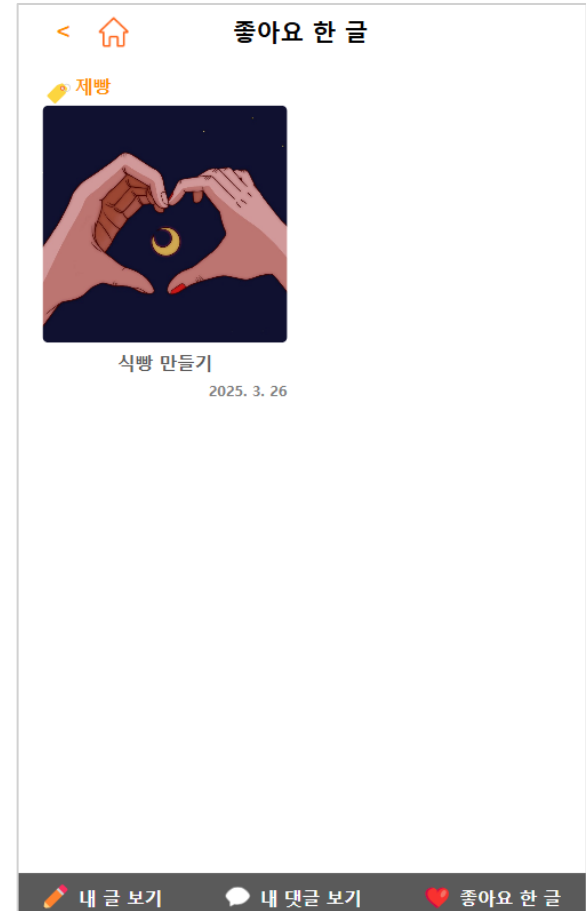 < 좋아요 한 글
제빵
식빵 만들기
2025. 3. 26
내 글 보기 내 댓글 보기 좋아요 한 글